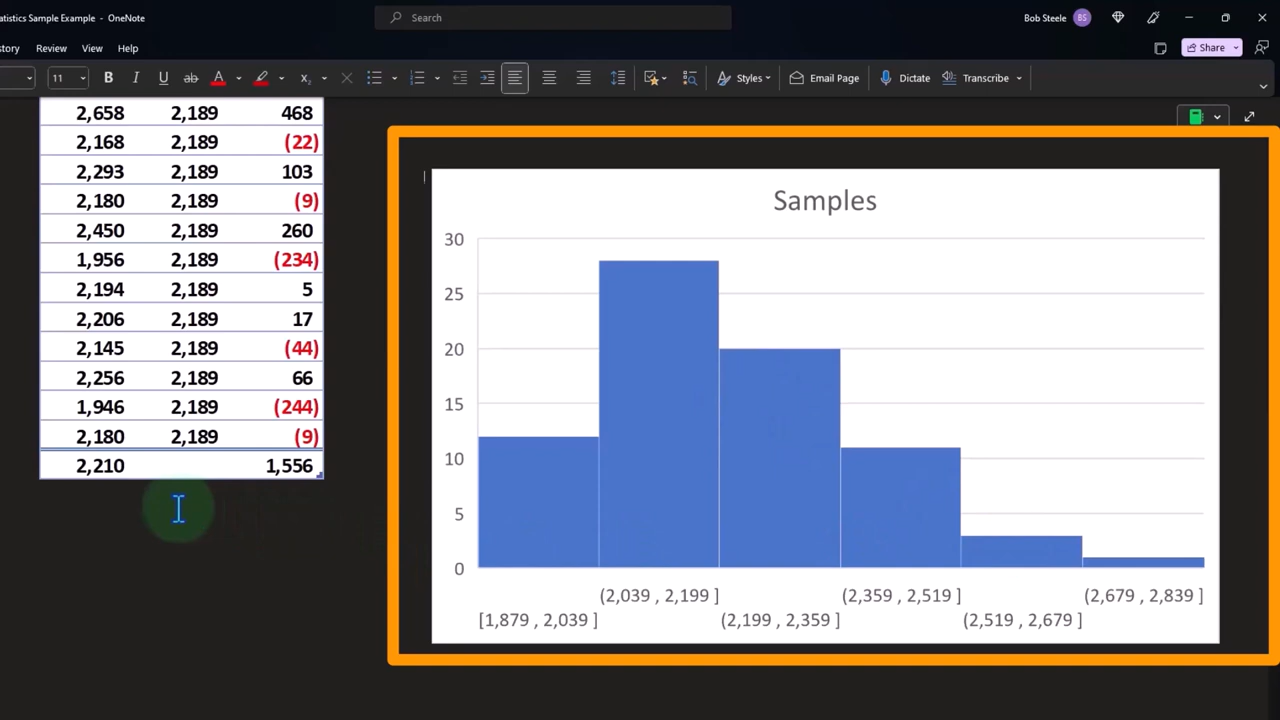 atistics Sample Example - OneNote
Search
Bob Steele BS
story Review View Help
Share
11 B I U ab A x Styles Email Page Dictate Transcribe
2,658 2,189 468
2,168 2,189 (22)
2,293 2,189 103
2,180 2,189 (9)
2,450 2,189 260
1,956 2,189 (234)
2,194 2,189 5
2,206 2,189 17
2,145 2,189 (44)
2,256 2,189 66
1,946 2,189 (244)
2,180 2,189 (9)
2,210 1,556
Samples
30
25
20
15
10
5
0
(2,039 , 2,199 ] (2,359 , 2,519 ] (2,679 , 2,839 ]
[1,879 , 2,039 ] (2,199 , 2,359 ] (2,519 , 2,679 ]